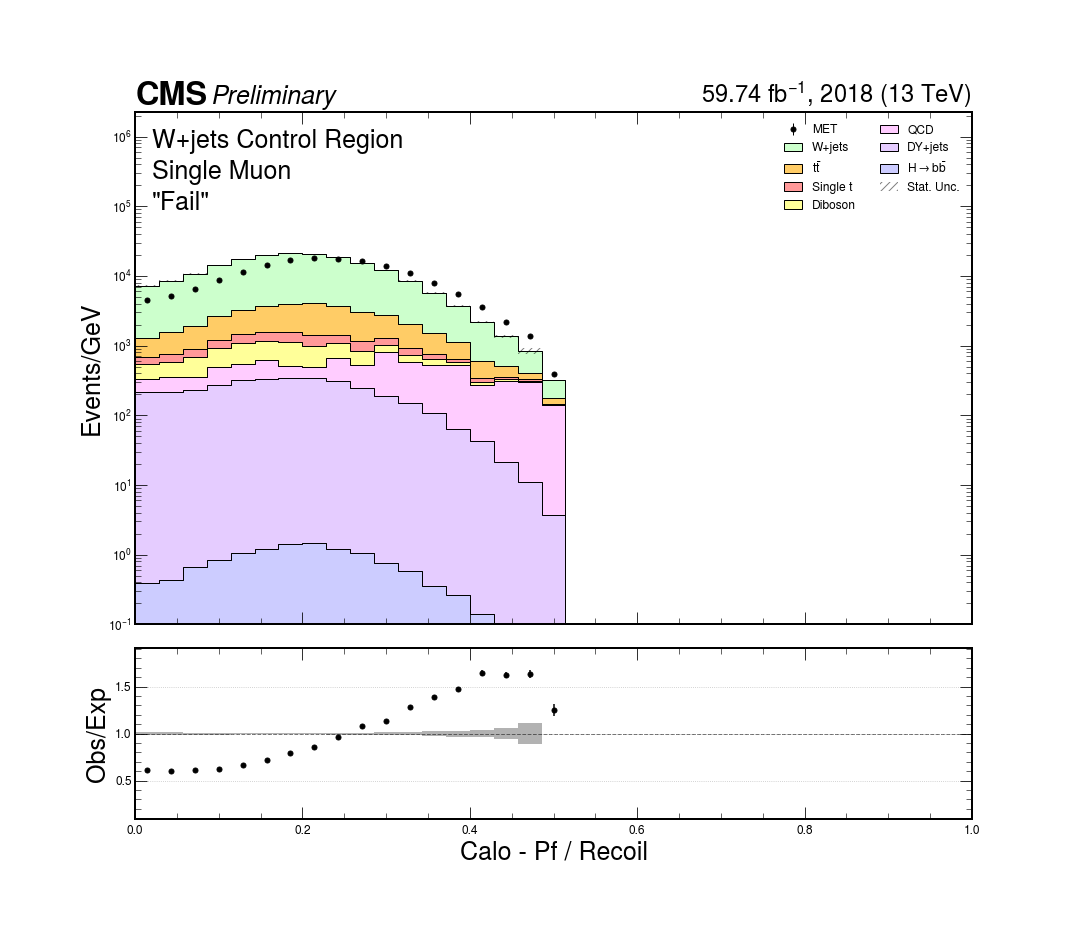 CMS Preliminary
59.74 fb⁻¹, 2018 (13 TeV)
W+jets Control Region
Single Muon
"Fail"
MET
W+jets
tt̄
Single t
Diboson
QCD
DY+jets
H→bb̄
Stat. Unc.
Events/GeV
10⁶
10⁵
10⁴
10³
10²
10¹
10⁰
10⁻¹
Obs/Exp
1.5
1.0
0.5
0.0 0.2 0.4 0.6 0.8 1.0
Calo - Pf / Recoil